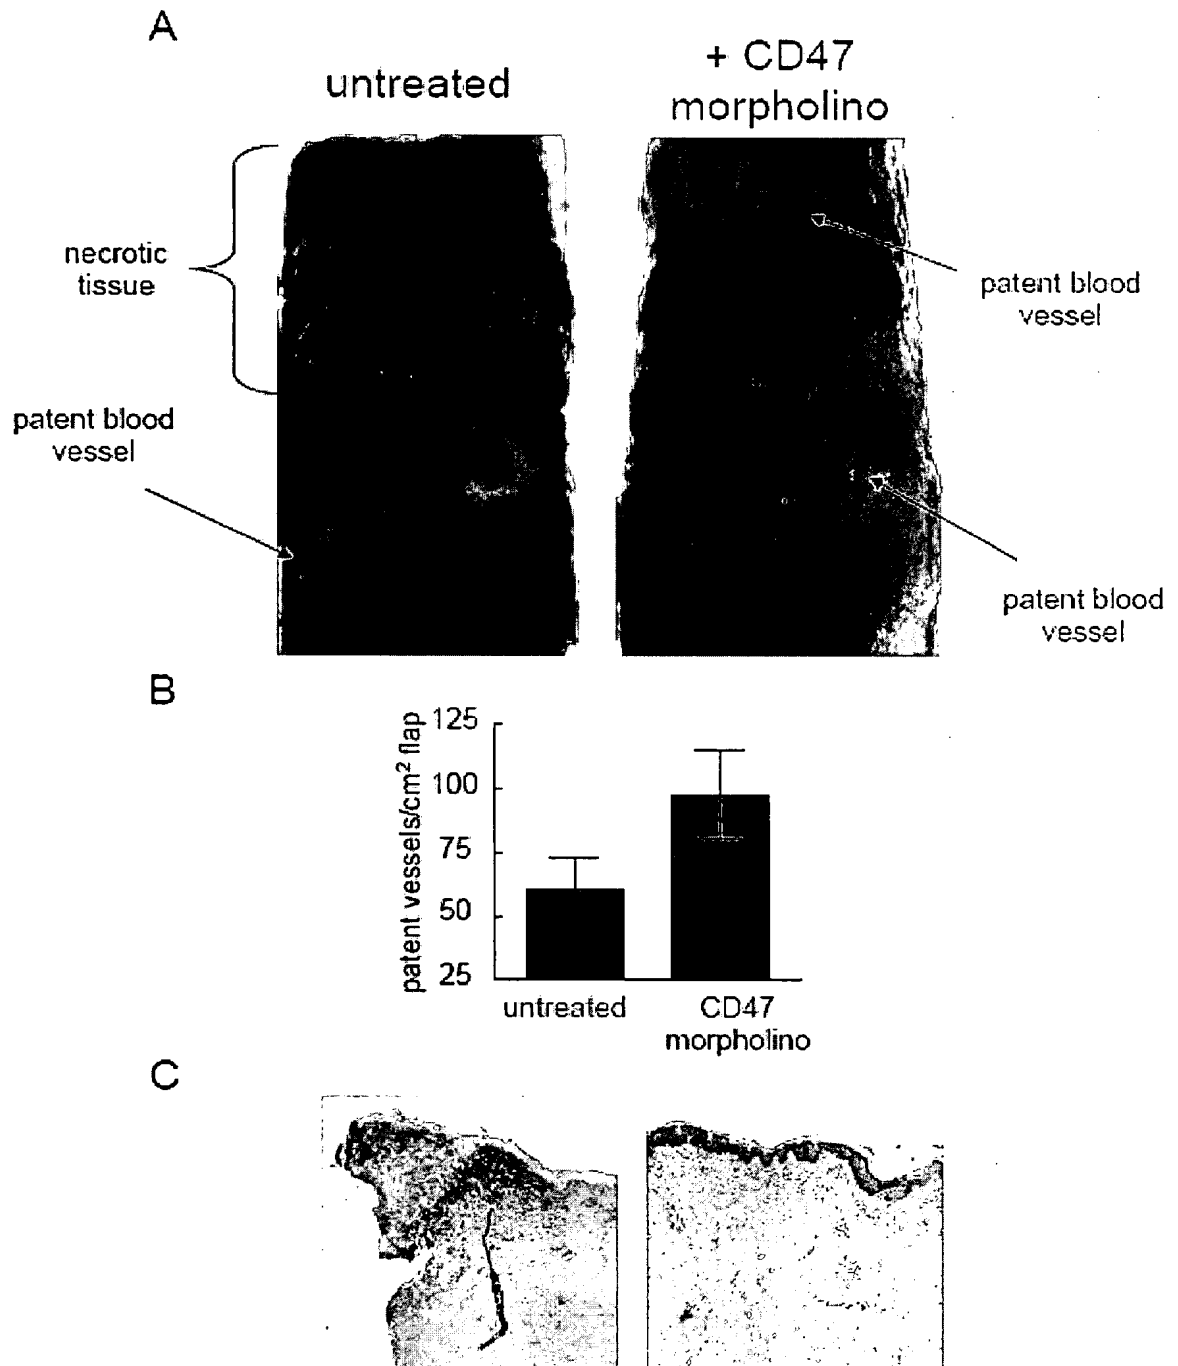 A
untreated
+ CD47
morpholino
necrotic
tissue
patent blood
vessel
patent blood
vessel
patent blood
vessel
B
patent vessels/cm² flap
125
100
75
50
25
untreated
CD47
morpholino
C